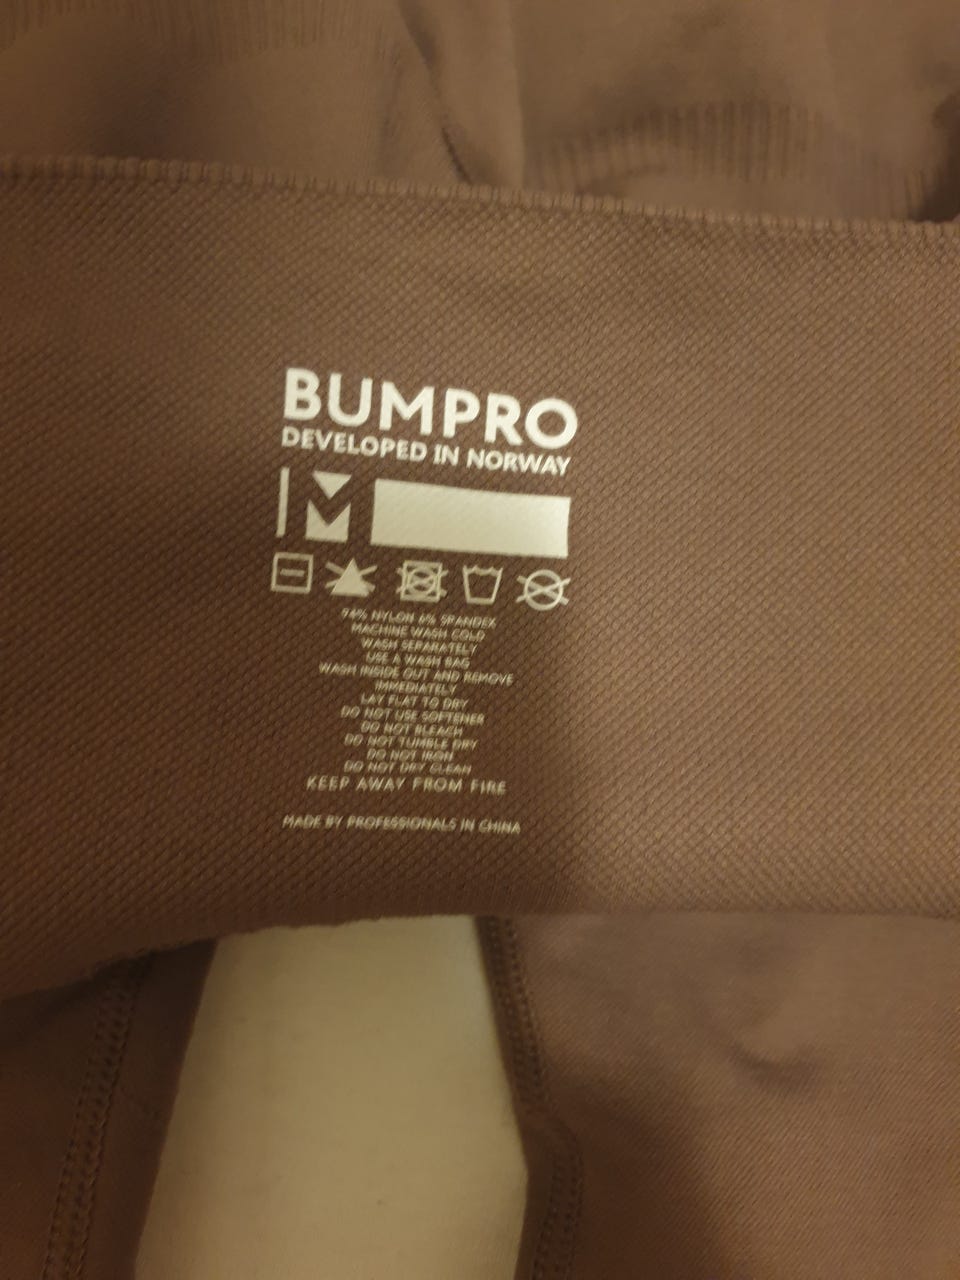 BUMPRO
DEVELOPED IN NORWAY
M
94% NYLON 6% SPANDEX
MACHINE WASH COLD
WASH SEPARATELY
USE A WASH BAG
WASH INSIDE OUT AND REMOVE
IMMEDIATELY
LAY FLAT TO DRY
DO NOT USE SOFTENER
DO NOT BLEACH
DO NOT TUMBLE DRY
DO NOT IRON
DO NOT DRY CLEAN
KEEP AWAY FROM FIRE
MADE BY PROFESSIONALS IN CHINA